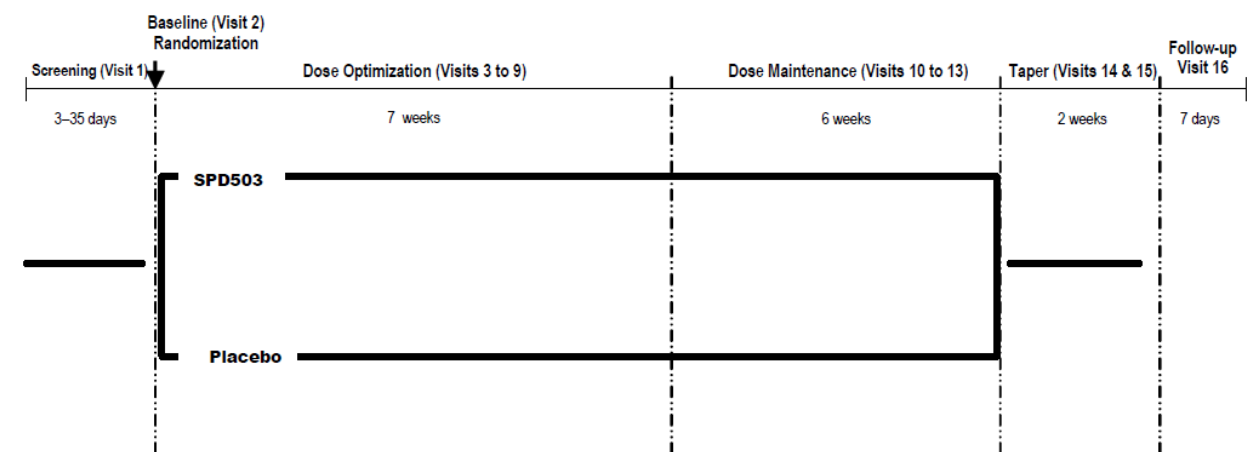 Baseline (Visit 2)
Randomization
Screening (Visit 1)
Dose Optimization (Visits 3 to 9)
Dose Maintenance (Visits 10 to 13)
Taper (Visits 14 & 15)
Follow-up
Visit 16
3–35 days
7 weeks
6 weeks
2 weeks
7 days
SPD503
Placebo